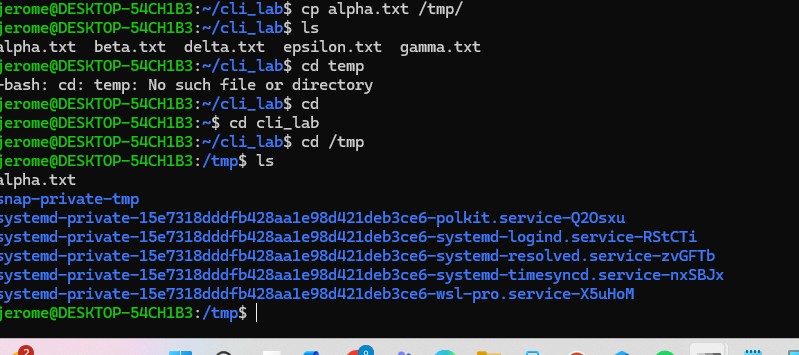 jerome@DESKTOP-54CH1B3:~/cli_lab$ cp alpha.txt /tmp/
jerome@DESKTOP-54CH1B3:~/cli_lab$ ls
alpha.txt  beta.txt  delta.txt  epsilon.txt  gamma.txt
jerome@DESKTOP-54CH1B3:~/cli_lab$ cd temp
-bash: cd: temp: No such file or directory
jerome@DESKTOP-54CH1B3:~/cli_lab$ cd
jerome@DESKTOP-54CH1B3:~$ cd cli_lab
jerome@DESKTOP-54CH1B3:~/cli_lab$ cd /tmp
jerome@DESKTOP-54CH1B3:/tmp$ ls
alpha.txt
snap-private-tmp
systemd-private-15e7318dddfb428aa1e98d421deb3ce6-polkit.service-Q2Osxu
systemd-private-15e7318dddfb428aa1e98d421deb3ce6-systemd-logind.service-RStCTi
systemd-private-15e7318dddfb428aa1e98d421deb3ce6-systemd-resolved.service-zvGFTb
systemd-private-15e7318dddfb428aa1e98d421deb3ce6-systemd-timesyncd.service-nxSBJx
systemd-private-15e7318dddfb428aa1e98d421deb3ce6-wsl-pro.service-X5uHoM
jerome@DESKTOP-54CH1B3:/tmp$
2